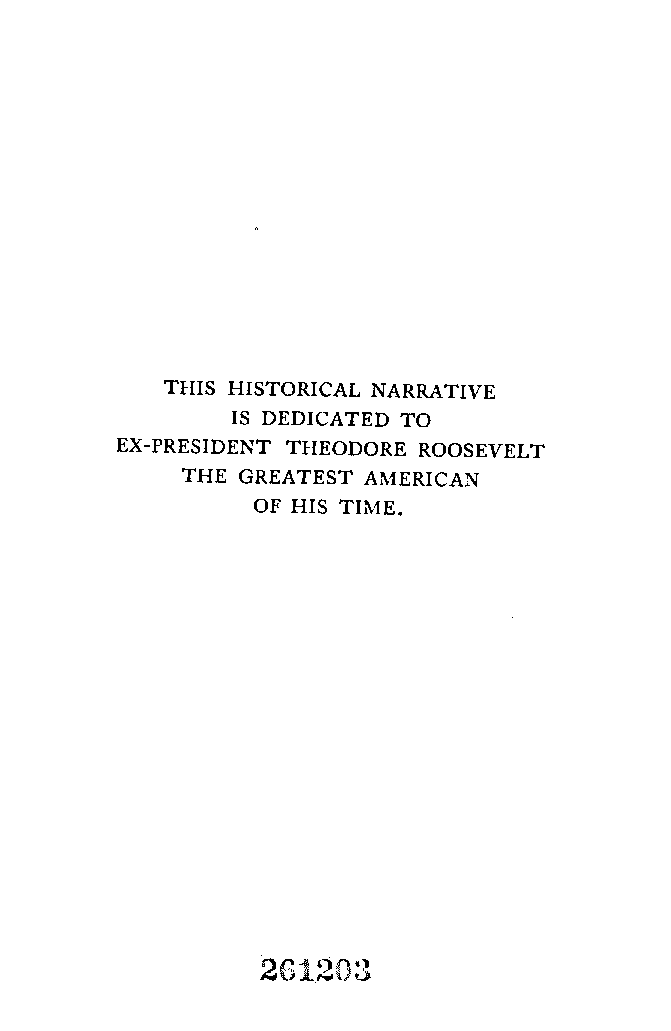 THIS HISTORICAL NARRATIVE
IS DEDICATED TO
EX-PRESIDENT THEODORE ROOSEVELT
THE GREATEST AMERICAN
OF HIS TIME.
261203